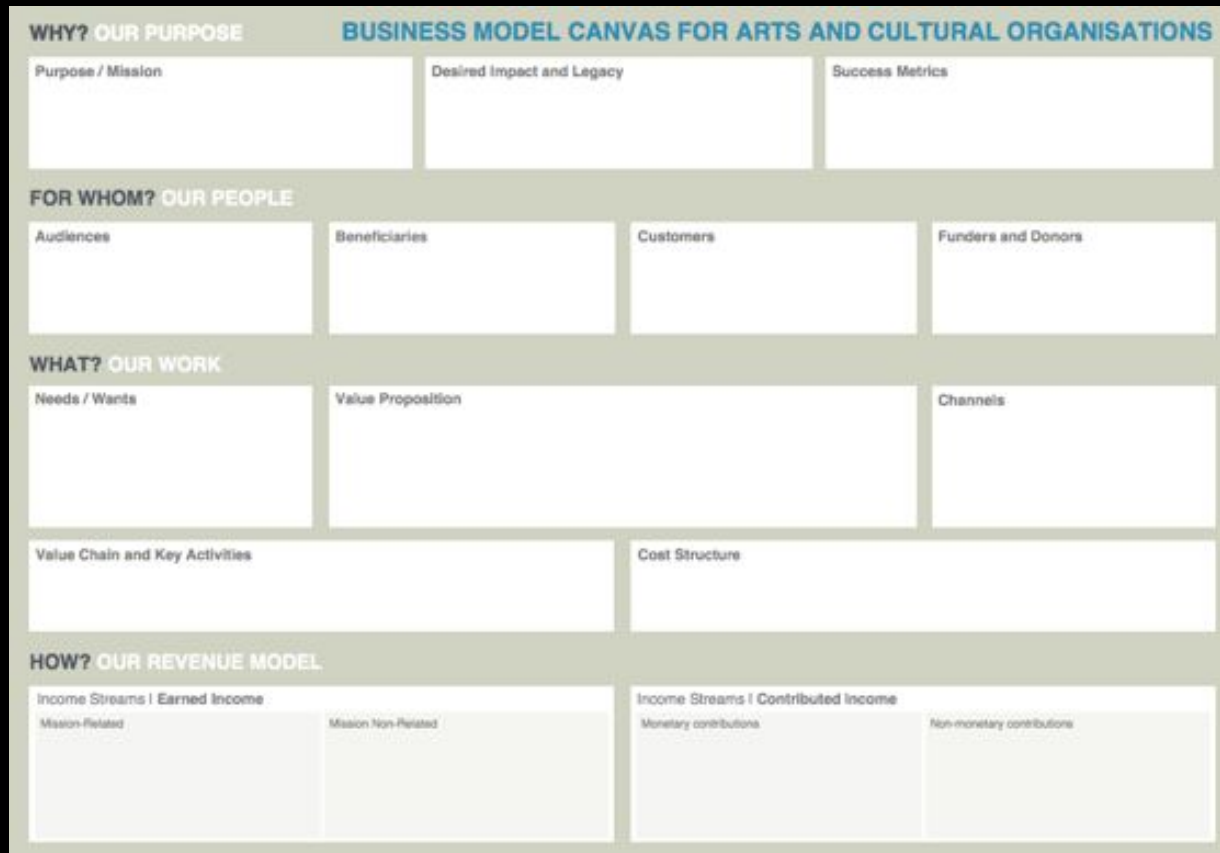 WHY? OUR PURPOSE
BUSINESS MODEL CANVAS FOR ARTS AND CULTURAL ORGANISATIONS
Purpose / Mission
Desired Impact and Legacy
Success Metrics
FOR WHOM? OUR PEOPLE
Audiences
Beneficiaries
Customers
Funders and Donors
WHAT? OUR WORK
Needs / Wants
Value Proposition
Channels
Value Chain and Key Activities
Cost Structure
HOW? OUR REVENUE MODEL
Income Streams | Earned Income
Mission-Related
Mission Non-Related
Income Streams | Contributed Income
Monetary contributions
Non-monetary contributions